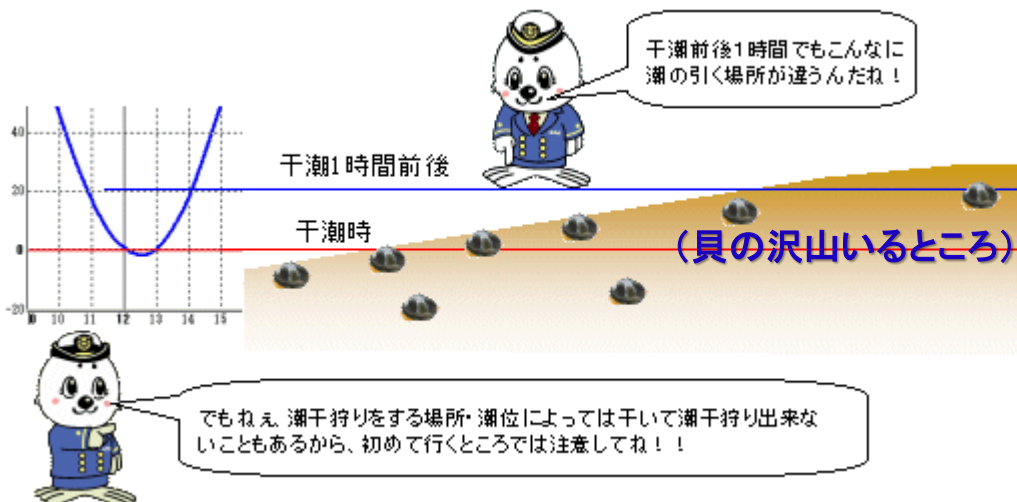 干潮前後1時間でもこんなに
潮の引く場所が違うんだね！
干潮1時間前後
干潮時
(貝の沢山いるところ)
40
20
0
-20
10 11 12 13 14 15
でもねぇ、潮干狩りをする場所・潮位によっては干いて潮干狩り出来な
いこともあるから、初めて行くところでは注意してね！！